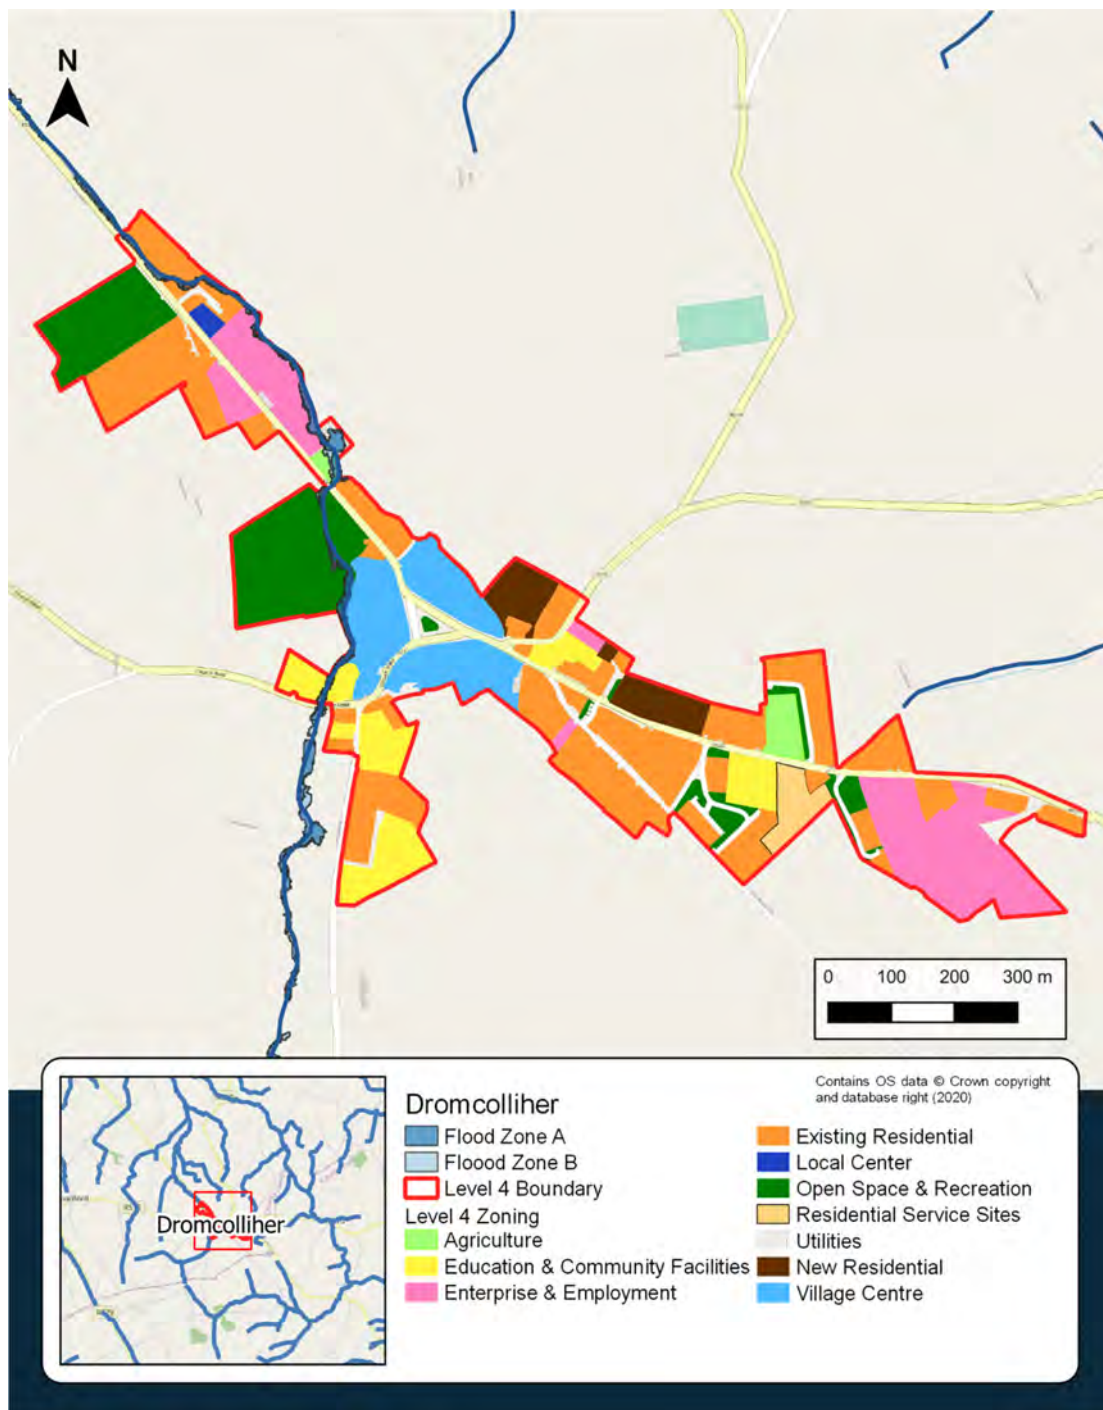 N
0 100 200 300 m
Contains OS data © Crown copyright
and database right (2020)
Dromcolliher
Dromcolliher
Flood Zone A
Floood Zone B
Level 4 Boundary
Level 4 Zoning
Agriculture
Education & Community Facilities
Enterprise & Employment
Existing Residential
Local Center
Open Space & Recreation
Residential Service Sites
Utilities
New Residential
Village Centre